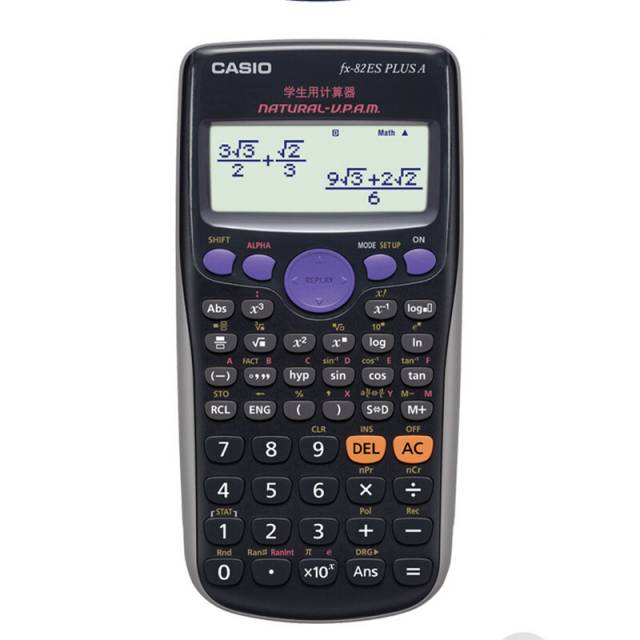 CASIO fx-82ES PLUS A
学生用计算器
NATURAL-V.P.A.M.
D Math ▲
3√3/2+√2/3
9√3+2√2/6
SHIFT ALPHA MODE SETUP ON
REPLAY
: x!
Abs x³ x⁻¹ log■□
³√ ˣ√□ 10ˣ eˣ
√■ x² x■ log ln
A FACT B C sin⁻¹ D cos⁻¹ E tan⁻¹ F
(−) °,,, hyp sin cos tan
STO ← % , X Y M− M
RCL ENG ( ) S⇔D M+
CLR INS OFF
7 8 9 DEL AC
nPr nCr
4 5 6 × ÷
STAT Pol Rec
1 2 3 + −
Rnd Ran# RanInt π e DRG▶
0 . ×10ˣ Ans =